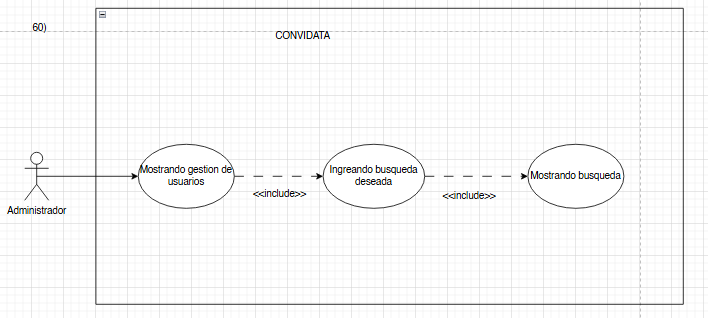 60)
CONVIDATA
Mostrando gestion de
usuarios
Ingreando busqueda
deseada
Mostrando busqueda
<<include>>
<<include>>
Administrador